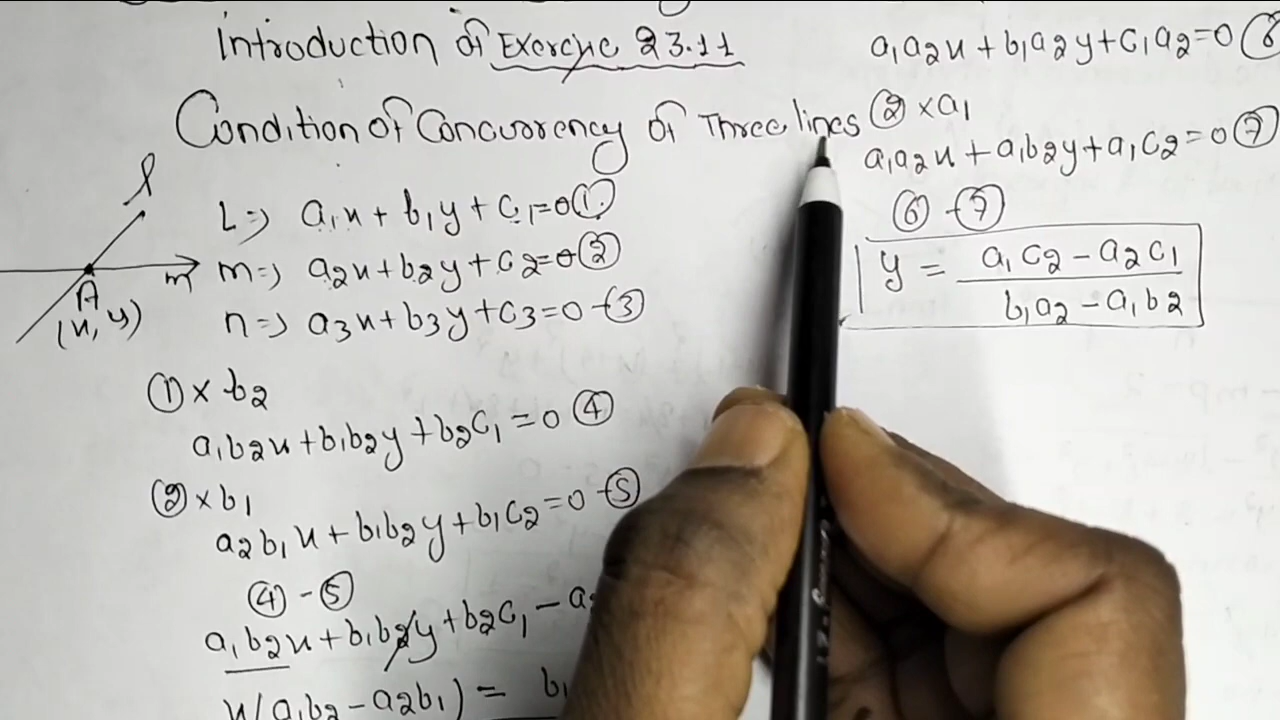 Introduction of Exercise 23.11
Condition of Concurrency of Three lines
l
m
A
(x, y)
L => a₁x + b₁y + c₁=0 ①
m => a₂x+b₂y+c₂=0 ②
n => a₃x+b₃y+c₃=0 -③
① × b₂
a₁b₂x+b₁b₂y+b₂c₁=0 ④
② × b₁
a₂b₁x+b₁b₂y+b₁c₂=0 -⑤
④ - ⑤
a₁b₂x+b₁b₂y+b₂c₁ - a₂
x(a₁b₂-a₂b₁) = b₁
a₁a₂x+b₁a₂y+c₁a₂=0 ⑥
② × a₁
a₁a₂x+a₁b₂y+a₁c₂=0 ⑦
⑥ - ⑦
y = a₁c₂ - a₂c₁
b₁a₂ - a₁b₂